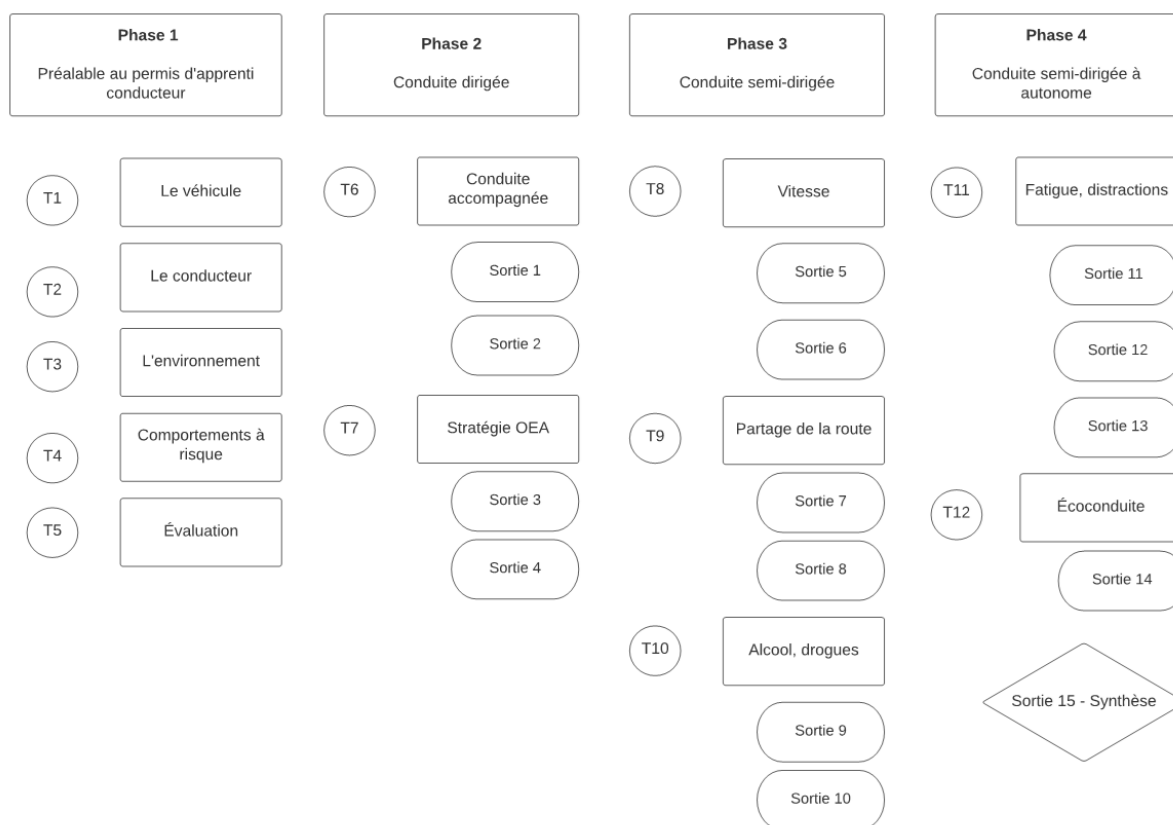 Phase 1
Préalable au permis d'apprenti
conducteur
T1
Le véhicule
T2
Le conducteur
T3
L'environnement
T4
Comportements à
risque
T5
Évaluation
Phase 2
Conduite dirigée
T6
Conduite
accompagnée
Sortie 1
Sortie 2
T7
Stratégie OEA
Sortie 3
Sortie 4
Phase 3
Conduite semi-dirigée
T8
Vitesse
Sortie 5
Sortie 6
T9
Partage de la route
Sortie 7
Sortie 8
T10
Alcool, drogues
Sortie 9
Sortie 10
Phase 4
Conduite semi-dirigée à
autonome
T11
Fatigue, distractions
Sortie 11
Sortie 12
Sortie 13
T12
Écoconduite
Sortie 14
Sortie 15 - Synthèse